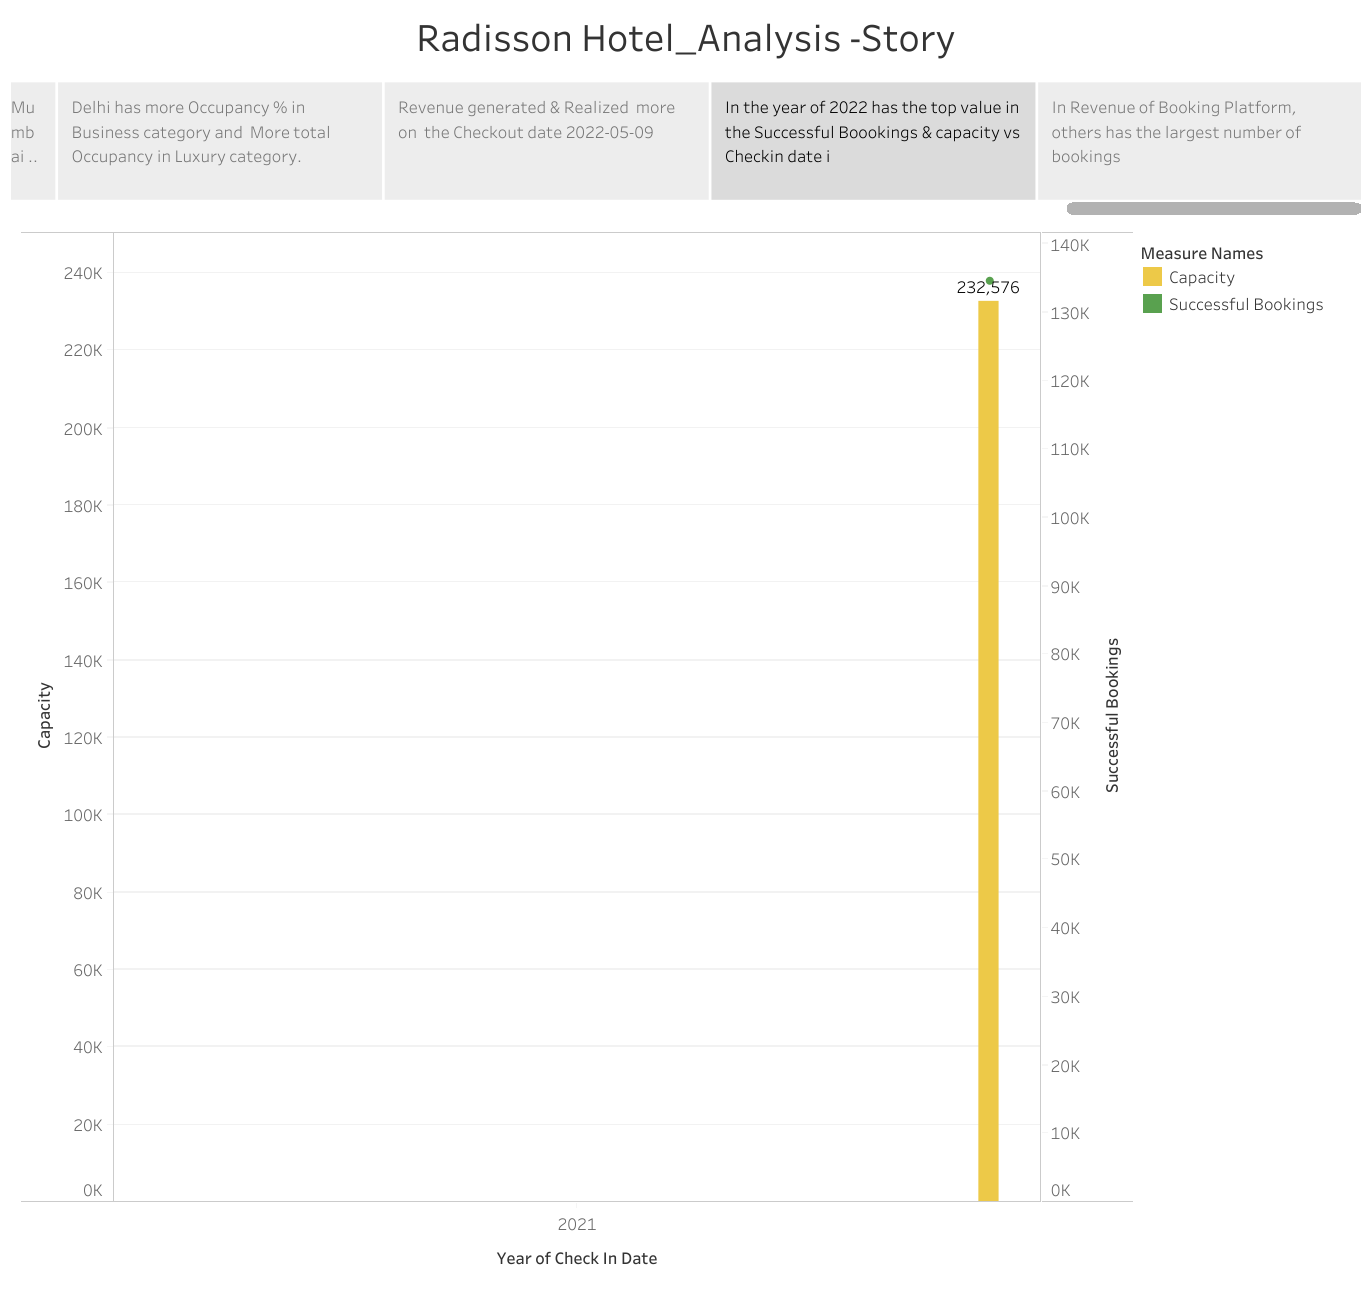 Radisson Hotel_Analysis -Story
Mu
mb
ai ..
Delhi has more Occupancy % in
Business category and  More total
Occupancy in Luxury category.
Revenue generated & Realized  more
on  the Checkout date 2022-05-09
In the year of 2022 has the top value in
the Successful Boookings & capacity vs
Checkin date i
In Revenue of Booking Platform,
others has the largest number of
bookings
240K
220K
200K
180K
160K
140K
120K
100K
80K
60K
40K
20K
0K
Capacity
232,576
140K
130K
120K
110K
100K
90K
80K
70K
60K
50K
40K
30K
20K
10K
0K
Successful Bookings
2021
Year of Check In Date
Measure Names
Capacity
Successful Bookings